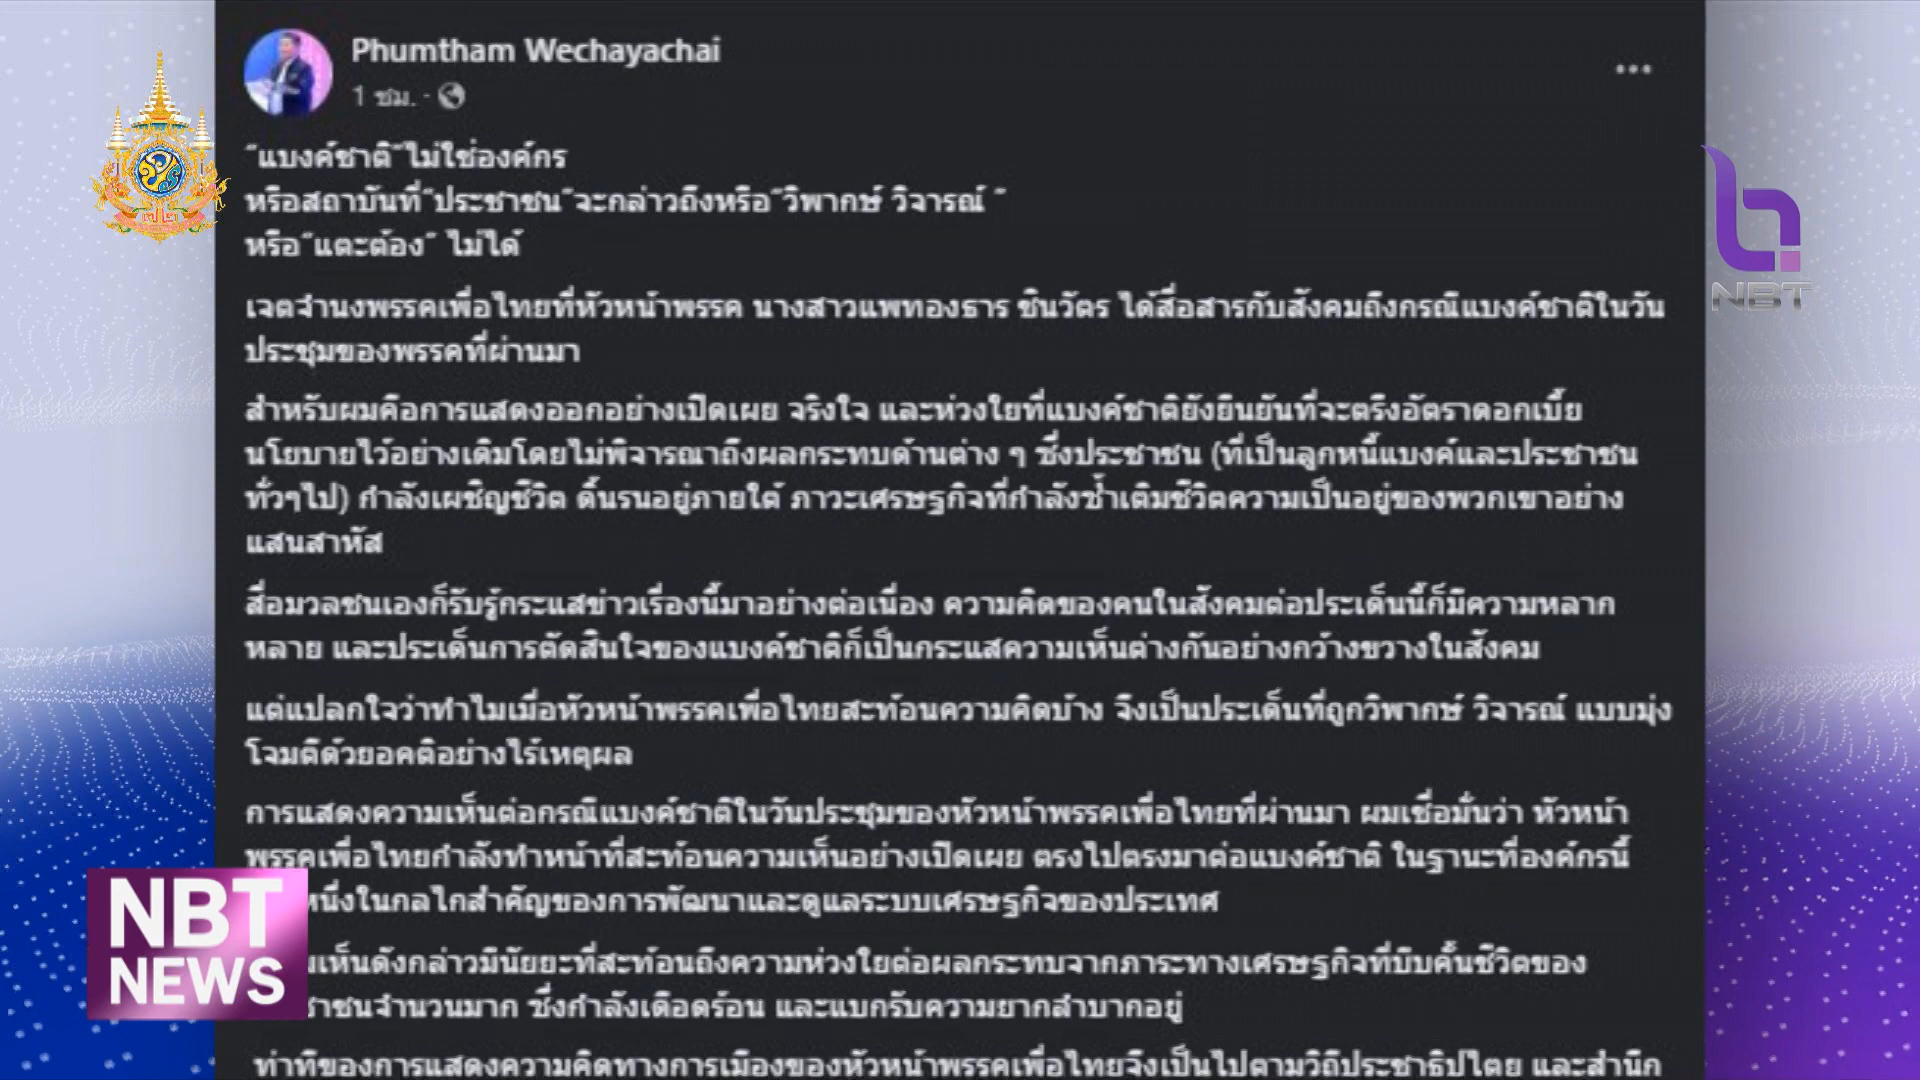 Phumtham Wechayachai
1 ชม. ·
"แบงค์ชาติ"ไม่ใช่องค์กร
หรือสถาบันที่"ประชาชน"จะกล่าวถึงหรือ"วิพากษ์ วิจารณ์ "
หรือ"แตะต้อง" ไม่ได้
เจตจำนงพรรคเพื่อไทยที่หัวหน้าพรรค นางสาวแพทองธาร ชินวัตร ได้สื่อสารกับสังคมถึงกรณีแบงค์ชาติในวัน
ประชุมของพรรคที่ผ่านมา
สำหรับผมคือการแสดงออกอย่างเปิดเผย จริงใจ และห่วงใยที่แบงค์ชาติยังยืนยันที่จะตรึงอัตราดอกเบี้ย
นโยบายไว้อย่างเดิมโดยไม่พิจารณาถึงผลกระทบด้านต่าง ๆ ซึ่งประชาชน (ที่เป็นลูกหนี้แบงค์และประชาชน
ทั่วๆไป) กำลังเผชิญชีวิต ดิ้นรนอยู่ภายใต้ ภาวะเศรษฐกิจที่กำลังซ้ำเติมชีวิตความเป็นอยู่ของพวกเขาอย่าง
แสนสาหัส
สื่อมวลชนเองก็รับรู้กระแสข่าวเรื่องนี้มาอย่างต่อเนื่อง ความคิดของคนในสังคมต่อประเด็นนี้ก็มีความหลาก
หลาย และประเด็นการตัดสินใจของแบงค์ชาติก็เป็นกระแสความเห็นต่างกันอย่างกว้างขวางในสังคม
แต่แปลกใจว่าทำไมเมื่อหัวหน้าพรรคเพื่อไทยสะท้อนความคิดบ้าง จึงเป็นประเด็นที่ถูกวิพากษ์ วิจารณ์ แบบมุ่ง
โจมตีด้วยอคติอย่างไร้เหตุผล
การแสดงความเห็นต่อกรณีแบงค์ชาติในวันประชุมของหัวหน้าพรรคเพื่อไทยที่ผ่านมา ผมเชื่อมั่นว่า หัวหน้า
พรรคเพื่อไทยกำลังทำหน้าที่สะท้อนความเห็นอย่างเปิดเผย ตรงไปตรงมาต่อแบงค์ชาติ ในฐานะที่องค์กรนี้
หนึ่งในกลไกสำคัญของการพัฒนาและดูแลระบบเศรษฐกิจของประเทศ
มเห็นดังกล่าวมีนัยยะที่สะท้อนถึงความห่วงใยต่อผลกระทบจากภาระทางเศรษฐกิจที่บีบคั้นชีวิตของ
ชาชนจำนวนมาก ซึ่งกำลังเดือดร้อน และแบกรับความยากลำบากอยู่
ท่าทีของการแสดงความคิดทางการเมืองของหัวหน้าพรรคเพื่อไทยจึงเป็นไปตามวิถีประชาธิปไตย และสำนึก
NBT
NBT
NEWS